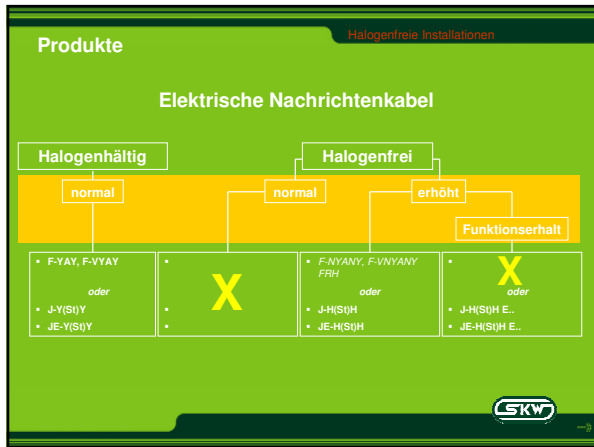 Halogenfreie Installationen
Produkte
Elektrische Nachrichtenkabel
Halogenhältig
Halogenfrei
normal
normal
erhöht
Funktionserhalt
▪ F-YAY, F-VYAY
oder
▪ J-Y(St)Y
▪ JE-Y(St)Y
▪
X
▪
▪
▪ F-NYANY, F-VNYANY
FRH
oder
▪ J-H(St)H
▪ JE-H(St)H
▪
X
oder
▪ J-H(St)H E..
▪ JE-H(St)H E..
SKW